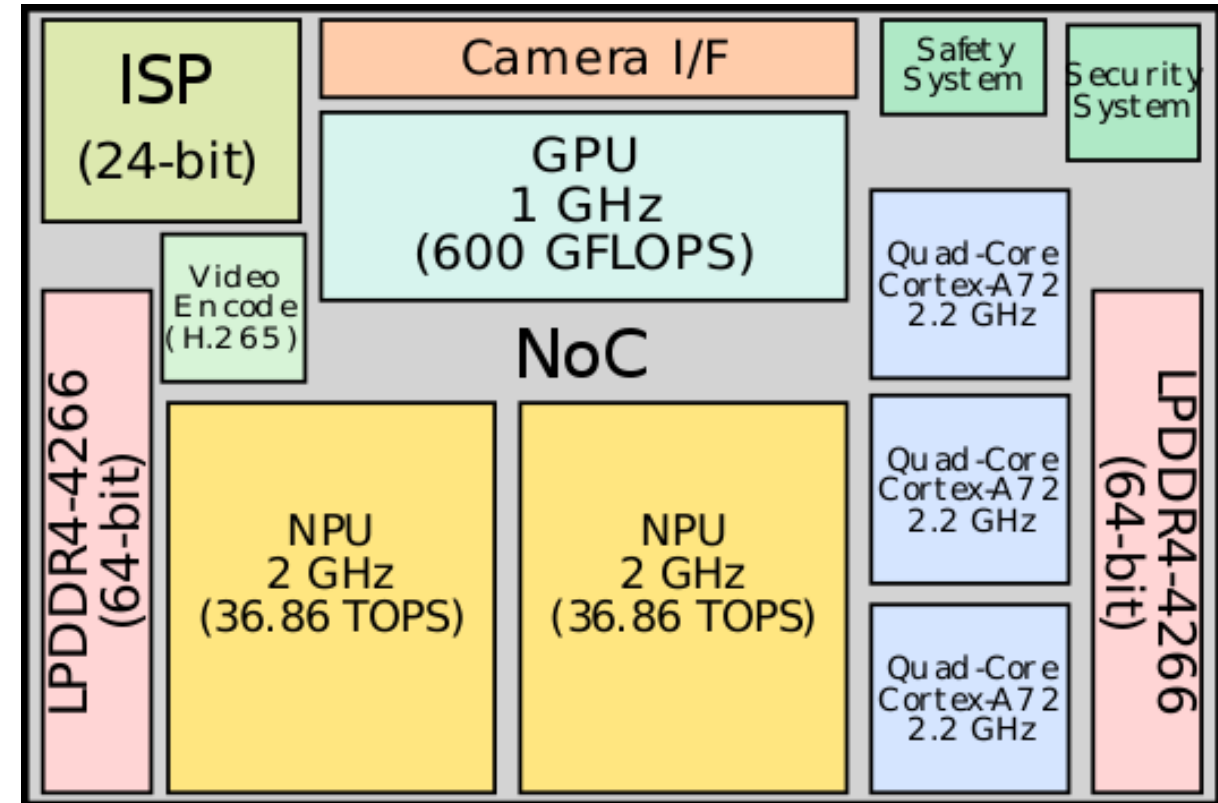 ISP
(24-bit)
Camera I/F
Safety
System
Security
System
GPU
1 GHz
(600 GFLOPS)
Video
Encode
(H.265)
Quad-Core
Cortex-A72
2.2 GHz
NoC
LPDDR4-4266
(64-bit)
NPU
2 GHz
(36.86 TOPS)
NPU
2 GHz
(36.86 TOPS)
Quad-Core
Cortex-A72
2.2 GHz
Quad-Core
Cortex-A72
2.2 GHz
LPDDR4-4266
(64-bit)